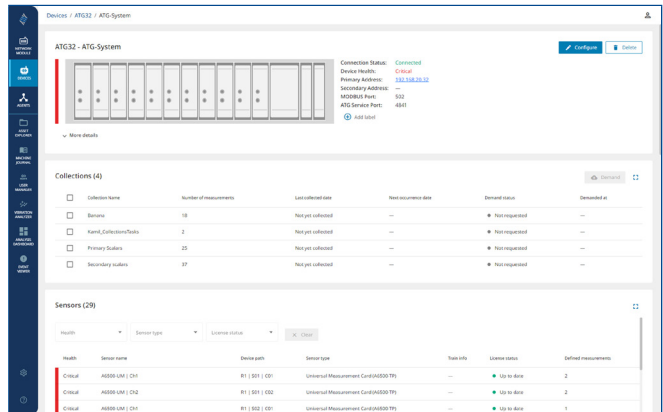 Devices / ATG32 / ATG-System
NETWORK MODULE
DEVICES
AGENTS
ASSET EXPLORER
MACHINE JOURNAL
USER MANAGER
VIBRATION ANALYZER
ANALYSIS DASHBOARD
EVENT VIEWER
ATG32 - ATG-System
Configure Delete
Connection Status: Connected
Device Health: Critical
Primary Address: 192.168.20.32
Secondary Address: —
MODBUS Port: 502
ATG Service Port: 4841
Add label
More details
Collections (4)
Demand
Collection Name Number of measurements Last collected date Next occurrence date Demand status Demanded at
Banana 18 Not yet collected — Not requested —
Kamil_CollectionsTasks 2 Not yet collected — Not requested —
Primary Scalers 25 Not yet collected — Not requested —
Secondary scalers 37 Not yet collected — Not requested —
Sensors (29)
Health Sensor type License status Clear
Health Sensor name Device path Sensor type Train info License status Defined measurements
Critical A6500-UM | Ch1 R1 | S01 | C01 Universal Measurement Card (A6500-TP) — Up to date 2
Critical A6500-UM | Ch2 R1 | S01 | C02 Universal Measurement Card (A6500-TP) — Up to date 2
Critical A6500-UM | Ch1 R1 | S02 | C01 Universal Measurement Card (A6500-TP) — Up to date 1